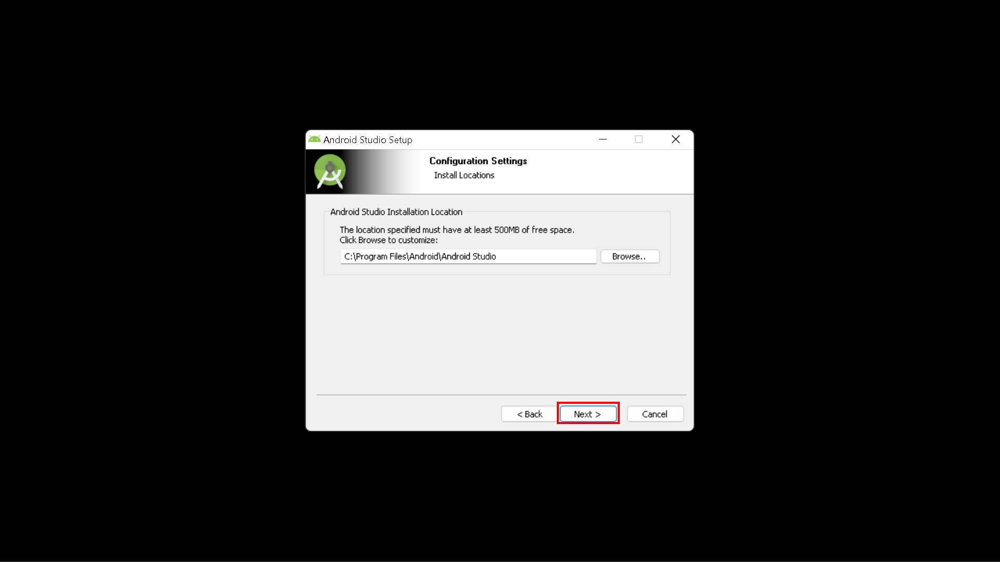 Android Studio Setup
Configuration Settings
Install Locations
Android Studio Installation Location
The location specified must have at least 500MB of free space.
Click Browse to customize:
C:\Program Files\Android\Android Studio
Browse..
< Back
Next >
Cancel